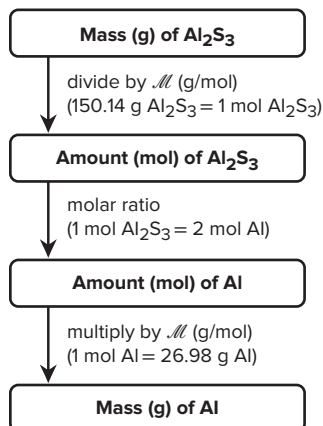 Mass (g) of Al₂S₃
divide by ℳ (g/mol)
(150.14 g Al₂S₃ = 1 mol Al₂S₃)
Amount (mol) of Al₂S₃
molar ratio
(1 mol Al₂S₃ = 2 mol Al)
Amount (mol) of Al
multiply by ℳ (g/mol)
(1 mol Al = 26.98 g Al)
Mass (g) of Al